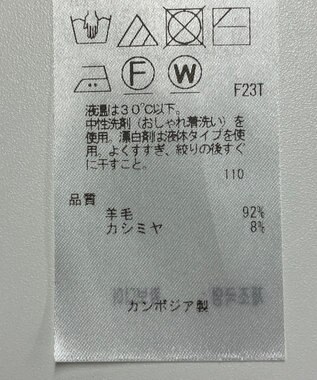 F W
F23T
液温は30℃以下。
中性洗剤(おしゃれ着洗い)を
使用。漂白剤は液体タイプを使
用。よくすすぎ、絞りの後すぐ
に干すこと。
110
品質
羊毛 92%
カシミヤ 8%
カンボジア製